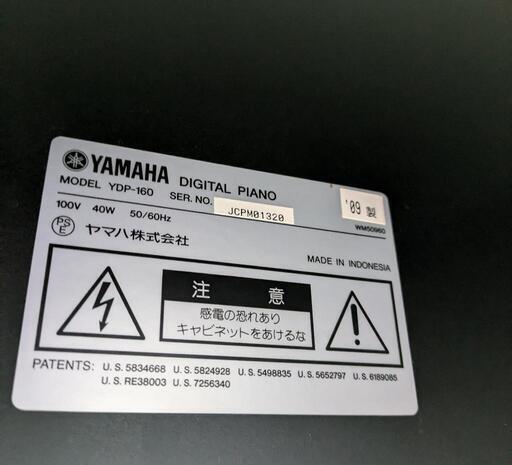 YAMAHA DIGITAL PIANO
MODEL YDP-160 SER. NO. JCPM01320
'09 製
100V 40W 50/60Hz
WM50960
PSE ヤマハ株式会社
MADE IN INDONESIA
注意
感電の恐れあり
キャビネットをあけるな
PATENTS: U.S. 5834668 U.S. 5824928 U.S. 5498835 U.S. 5652797 U.S. 6189085
U.S. RE38003 U.S. 7256340